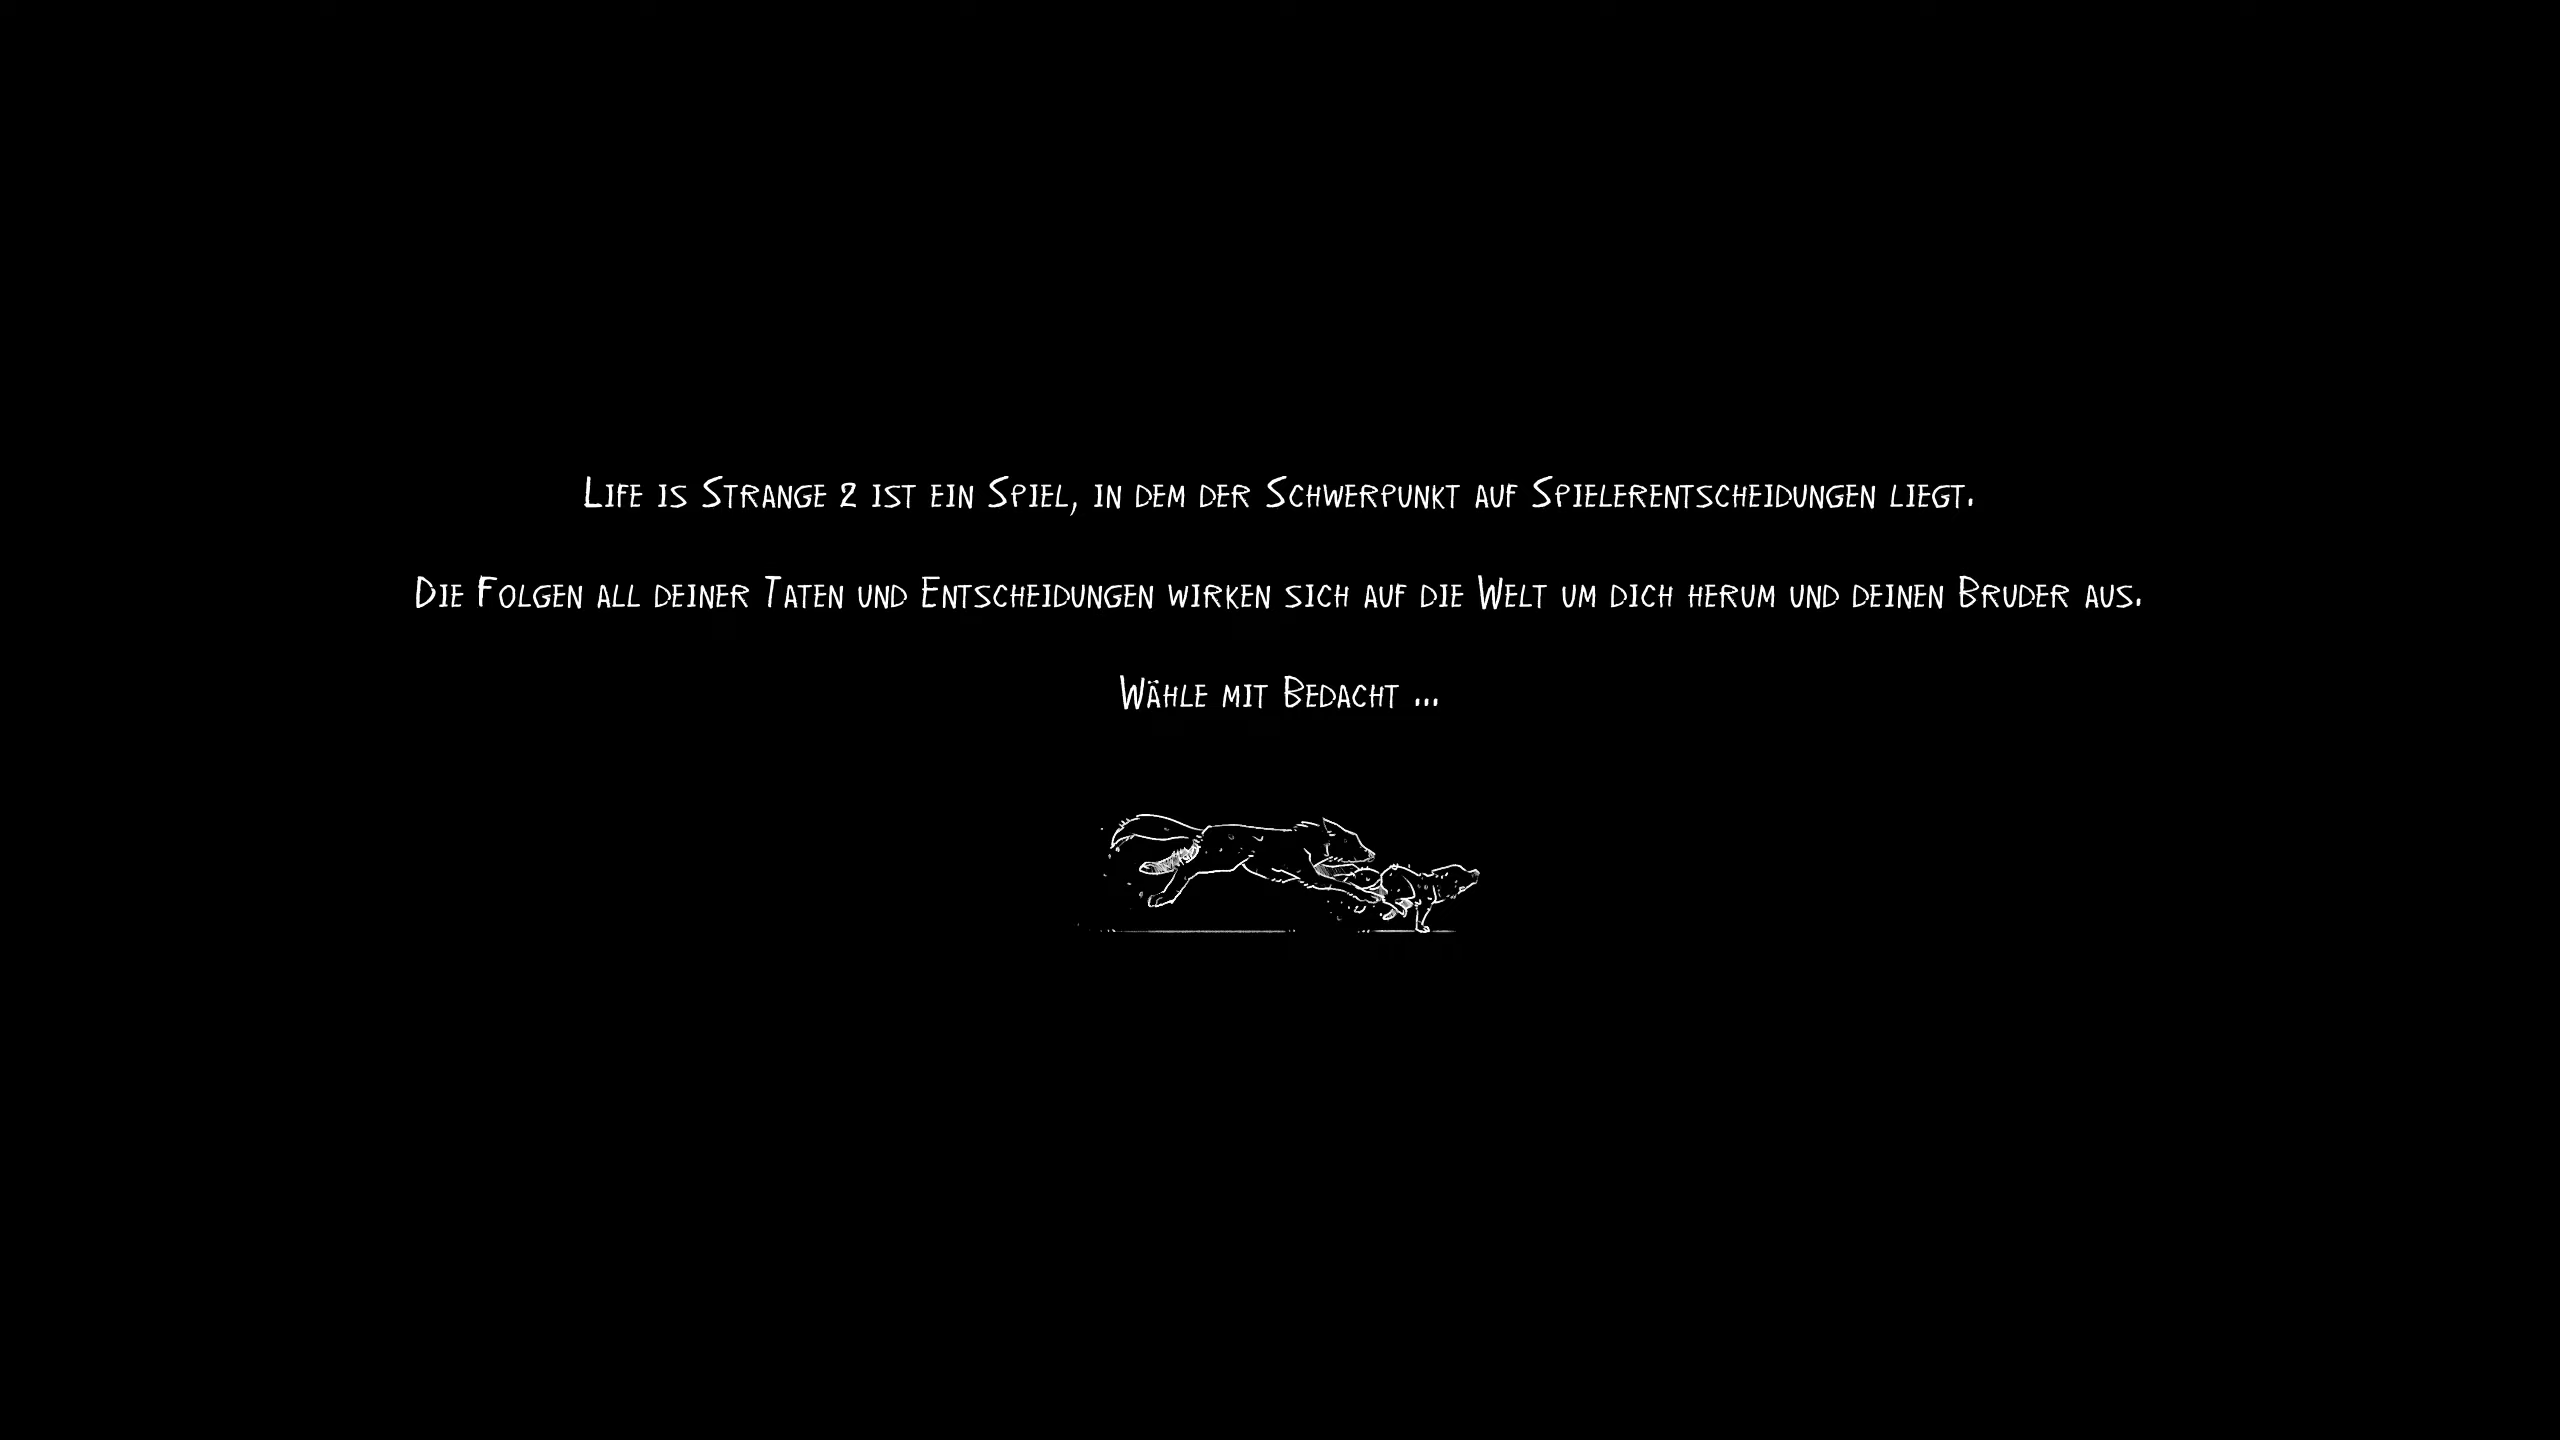 Life is Strange 2 ist ein Spiel, in dem der Schwerpunkt auf Spielerentscheidungen liegt.
Die Folgen all deiner Taten und Entscheidungen wirken sich auf die Welt um dich herum und deinen Bruder aus.
Wähle mit Bedacht ...